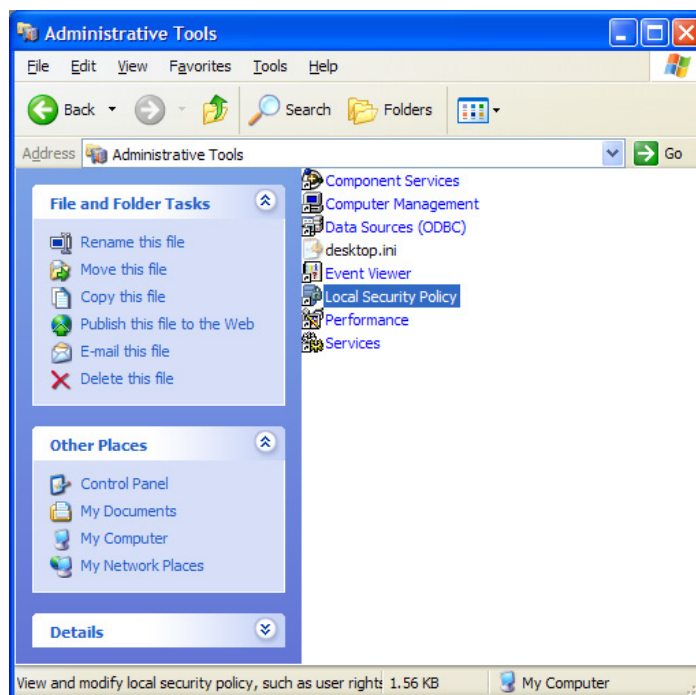 Administrative Tools
File Edit View Favorites Tools Help
Back Search Folders
Address Administrative Tools Go
File and Folder Tasks
Rename this file
Move this file
Copy this file
Publish this file to the Web
E-mail this file
Delete this file
Other Places
Control Panel
My Documents
My Computer
My Network Places
Details
Component Services
Computer Management
Data Sources (ODBC)
desktop.ini
Event Viewer
Local Security Policy
Performance
Services
View and modify local security policy, such as user rights 1.56 KB My Computer